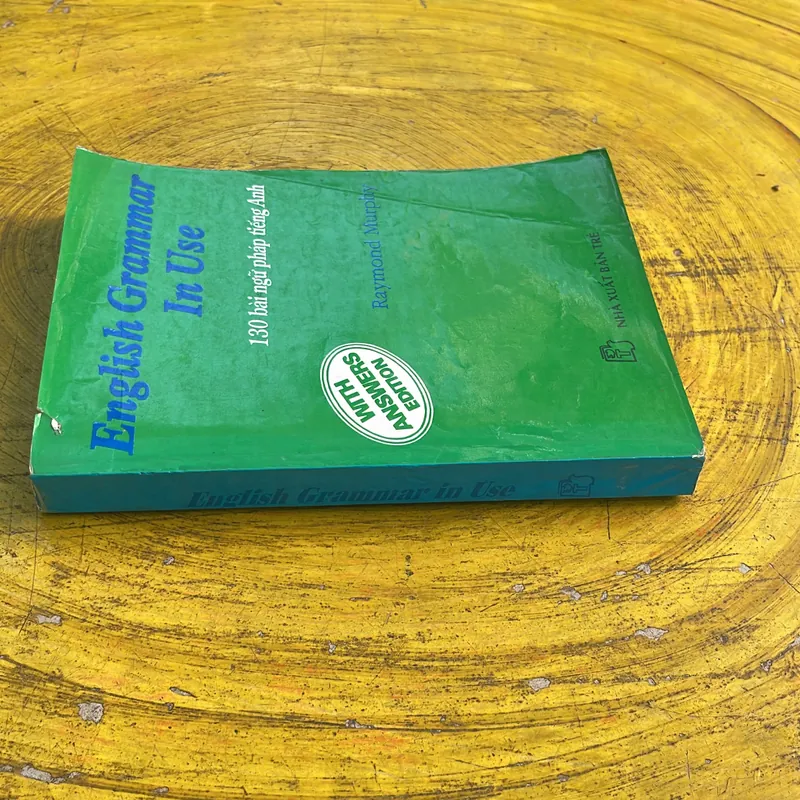 English Grammar
In Use
130 bài ngữ pháp tiếng Anh
Raymond Murphy
WITH
ANSWERS
EDITION
NHÀ XUẤT BẢN TRẺ
English Grammar in Use